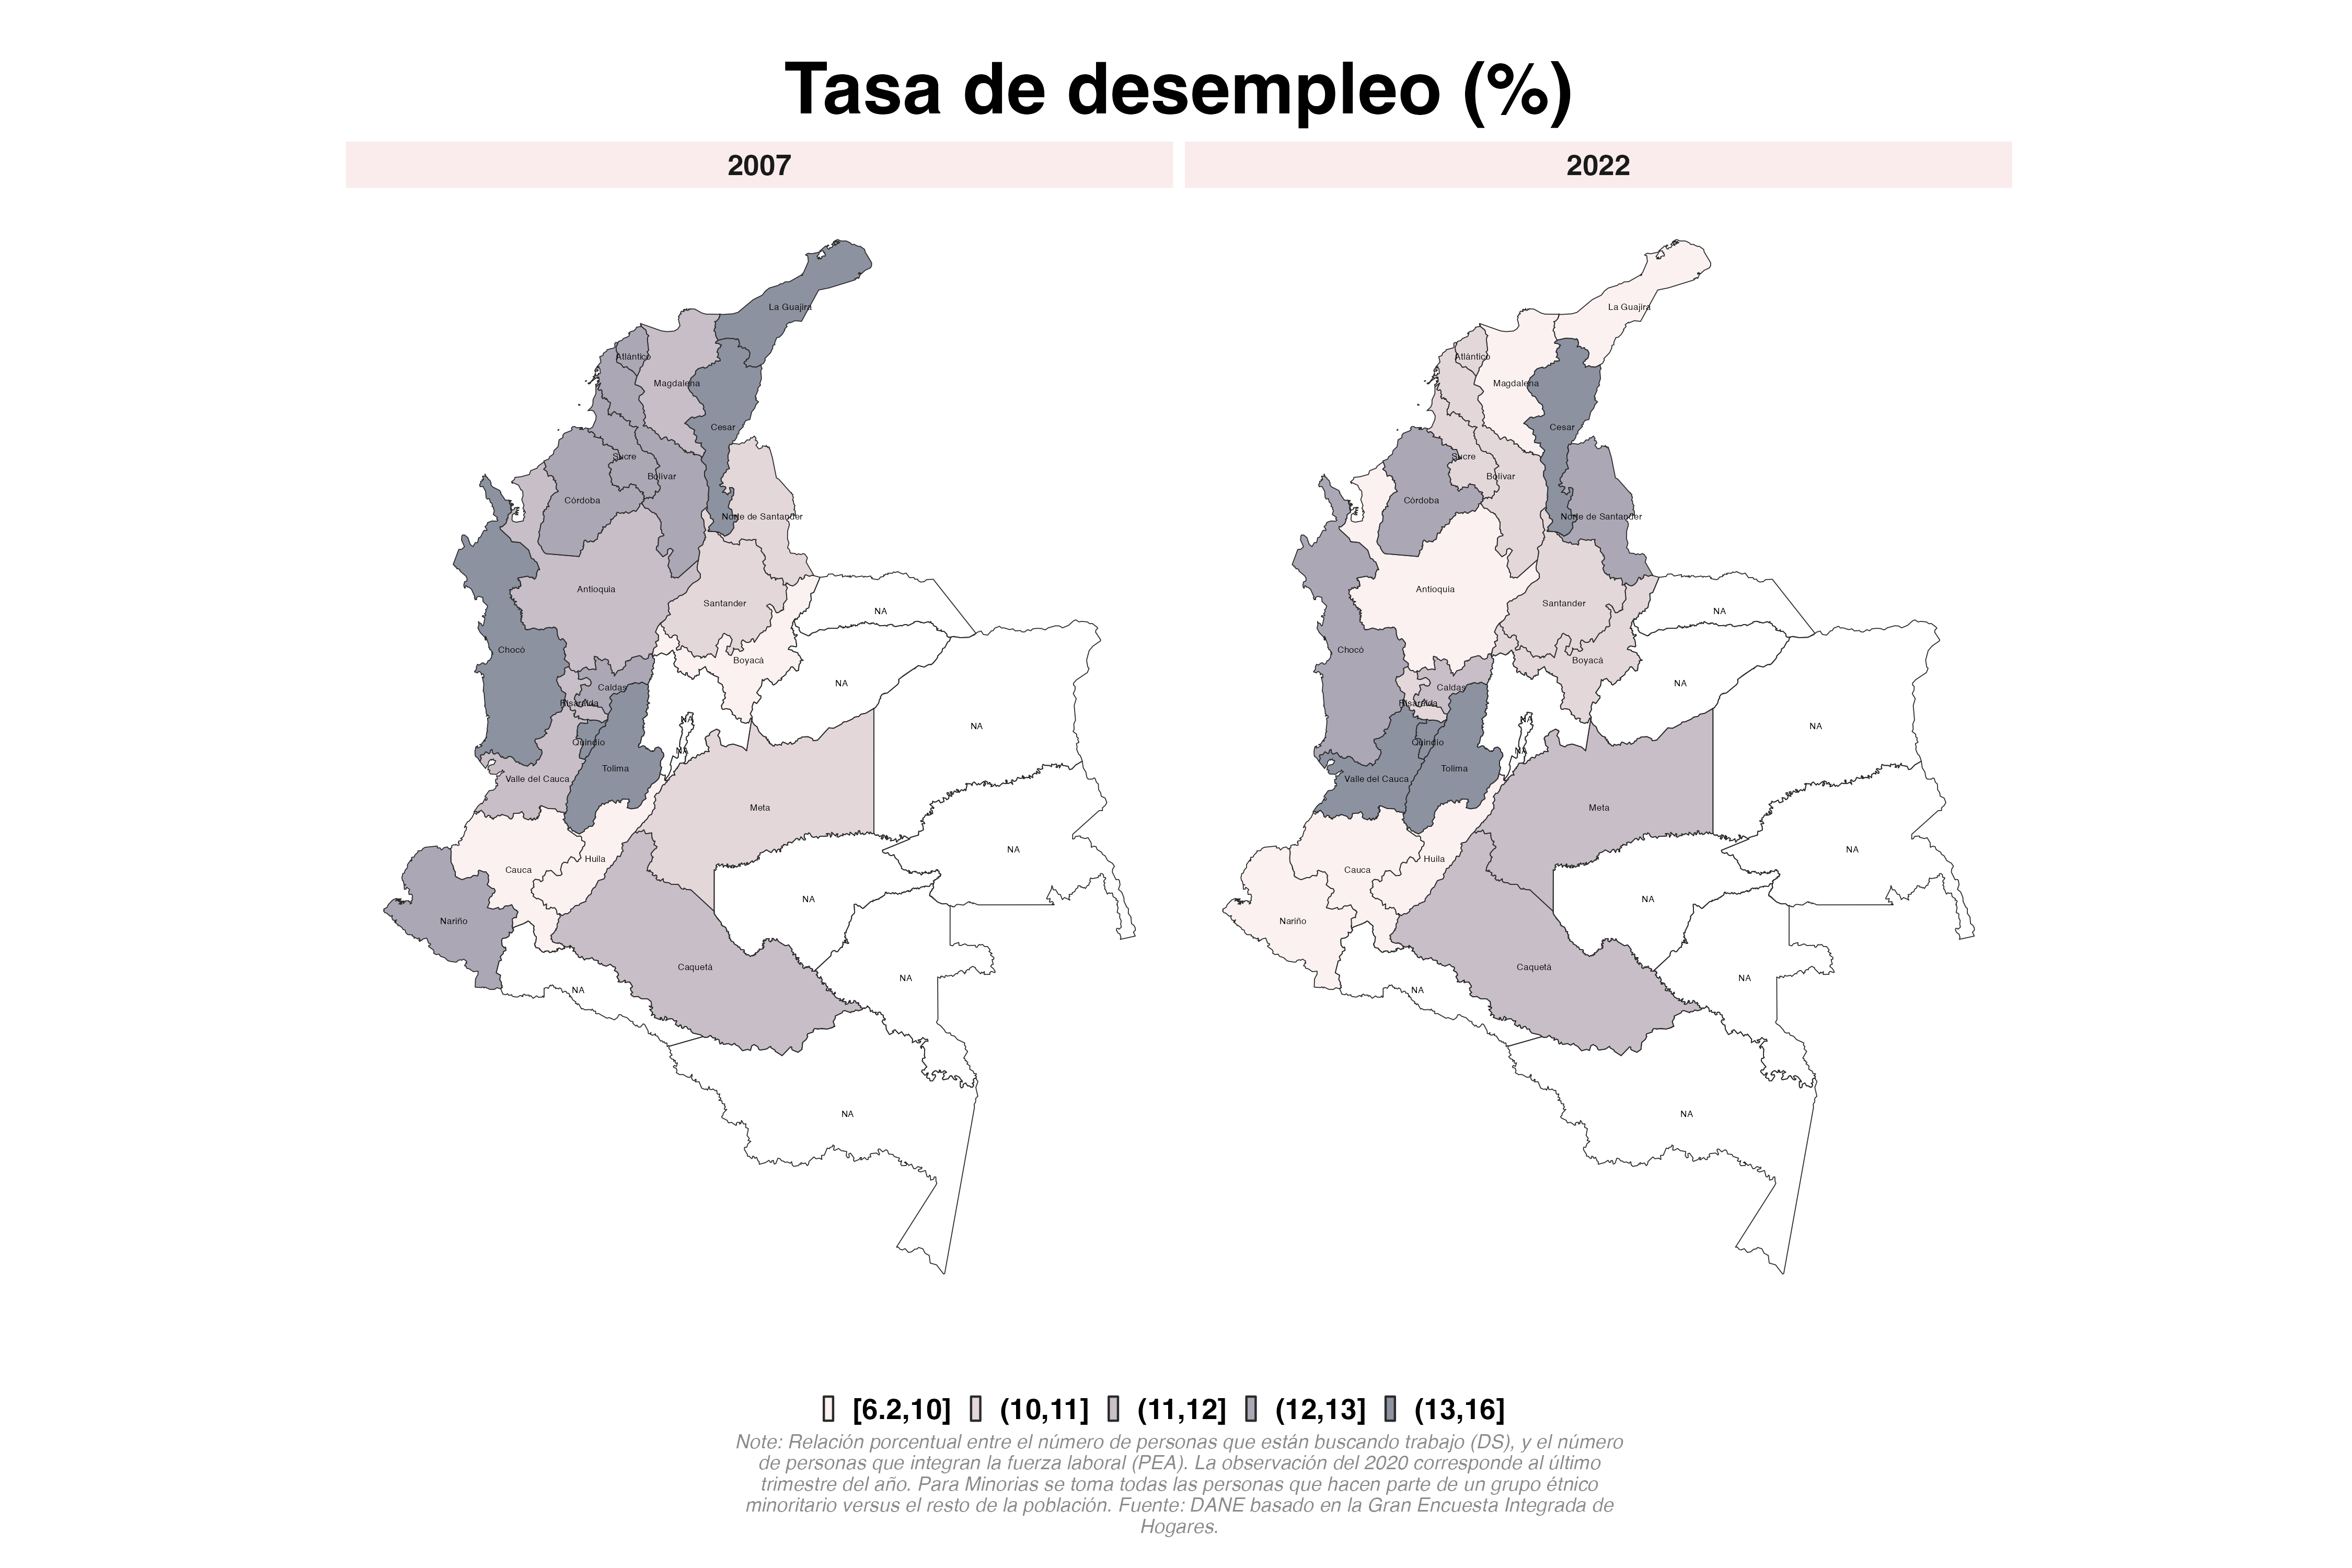 Tasa de desempleo (%)
2007
2022
La Guajira
Atlántico
Magdalena
Cesar
Sucre
Bolívar
Córdoba
Norte de Santander
Antioquia
Santander
NA
Chocó
Boyacá
NA
Caldas
Risaralda
NA
NA
Quindío
NA
Tolima
Valle del Cauca
Meta
NA
Huila
Cauca
NA
Nariño
Caquetá
NA
NA
NA
La Guajira
Atlántico
Magdalena
Cesar
Sucre
Bolívar
Córdoba
Norte de Santander
Antioquia
Santander
NA
Chocó
Boyacá
NA
Caldas
Risaralda
NA
NA
Quindío
NA
Tolima
Valle del Cauca
Meta
NA
Huila
Cauca
NA
Nariño
Caquetá
NA
NA
NA
[6.2,10] (10,11] (11,12] (12,13] (13,16]
Note: Relación porcentual entre el número de personas que están buscando trabajo (DS), y el número
de personas que integran la fuerza laboral (PEA). La observación del 2020 corresponde al último
trimestre del año. Para Minorias se toma todas las personas que hacen parte de un grupo étnico
minoritario versus el resto de la población. Fuente: DANE basado en la Gran Encuesta Integrada de
Hogares.